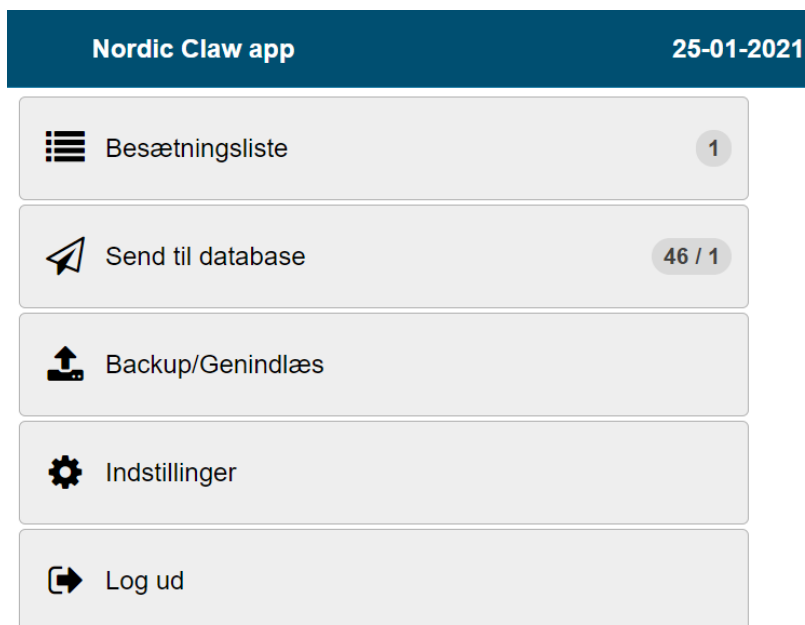 Nordic Claw app 25-01-2021
Besætningsliste 1
Send til database 46 / 1
Backup/Genindlæs
Indstillinger
Log ud